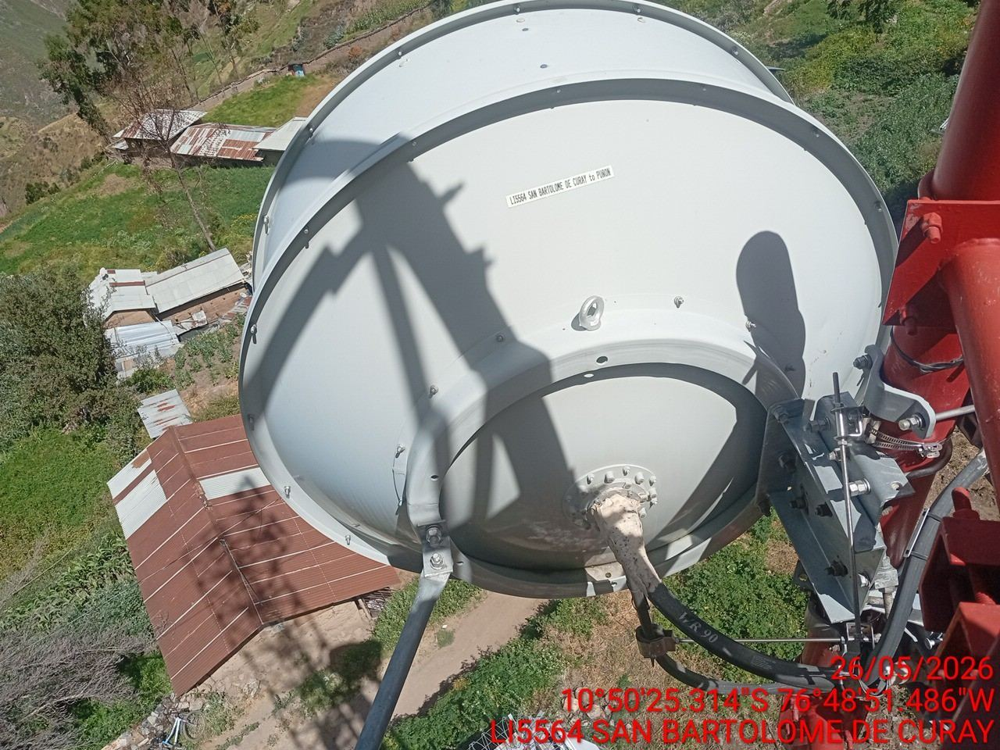 LI5564 SAN BARTOLOME DE CURAY to PURON
WR90
26/05/2026
10°50'25.314"S 76°48'51.486"W
LI5564 SAN BARTOLOME DE CURAY